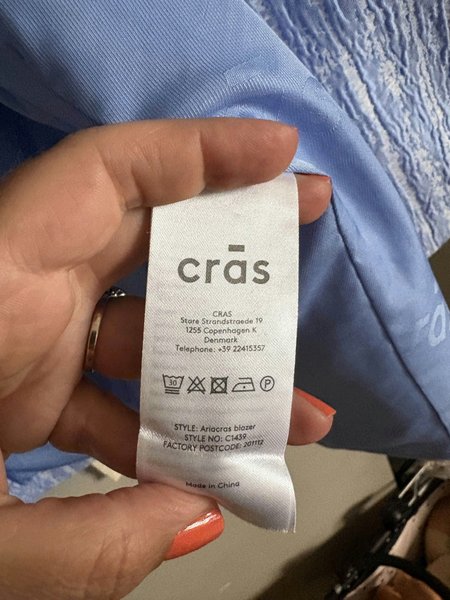 crās
CRAS
Store Strandstraede 19
1255 Copenhagen K
Denmark
Telephone: +39 22415357
30 P
STYLE: Ariacras blazer
STYLE NO: C1439
FACTORY POSTCODE: 201112
Made in China